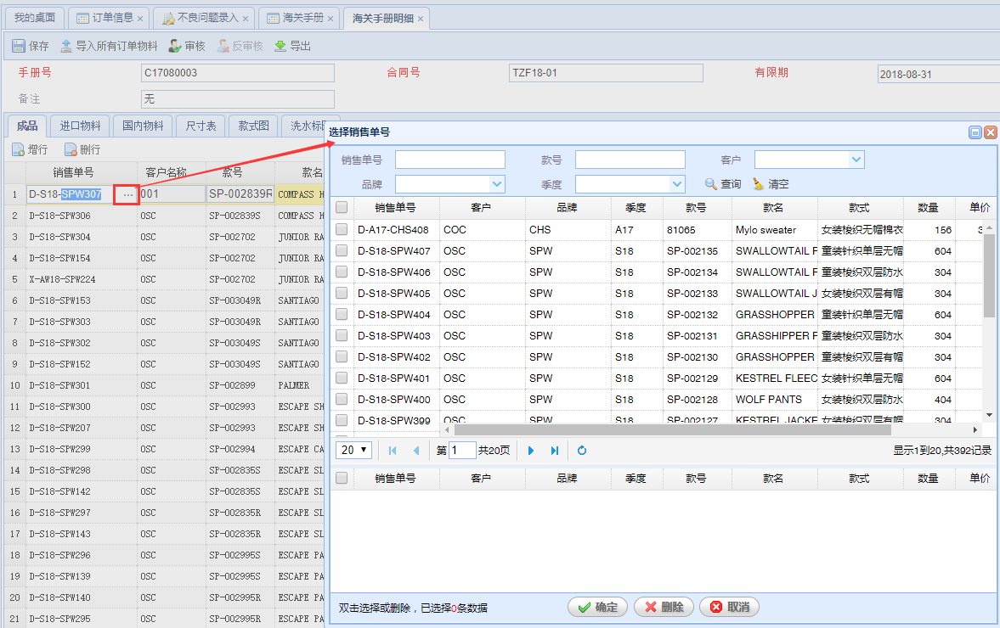 我的桌面 订单信息 × 不良问题录入 × 海关手册 × 海关手册明细 ×
保存 导入所有订单物料 审核 反审核 导出
手册号 C17080003 合同号 TZF18-01 有限期 2018-08-31
备注 无
成品 进口物料 国内物料 尺寸表 款式图 洗水标
增行 删行
销售单号 客户名称 款号 款名
1 D-S18-SPW307 ... 001 SP-002839R COMPASS H
2 D-S18-SPW306 OSC SP-002839S COMPASS H
3 D-S18-SPW304 OSC SP-002702 JUNIOR RA
4 D-S18-SPW154 OSC SP-002702 JUNIOR RA
5 X-AW18-SPW224 OSC SP-002702 JUNIOR RA
6 D-S18-SPW153 OSC SP-003049R SANTIAGO
7 D-S18-SPW303 OSC SP-003049R SANTIAGO
8 D-S18-SPW302 OSC SP-003049S SANTIAGO
9 D-S18-SPW152 OSC SP-003049S SANTIAGO
10 D-S18-SPW301 OSC SP-002899 PALMER
11 D-S18-SPW300 OSC SP-002993 ESCAPE SH
12 D-S18-SPW207 OSC SP-002993 ESCAPE SH
13 D-S18-SPW299 OSC SP-002994 ESCAPE CA
14 D-S18-SPW298 OSC SP-002835S ESCAPE SL
15 D-S18-SPW142 OSC SP-002835S ESCAPE SL
16 D-S18-SPW297 OSC SP-002835R ESCAPE SL
17 D-S18-SPW143 OSC SP-002835R ESCAPE SL
18 D-S18-SPW296 OSC SP-002995S ESCAPE PA
19 D-S18-SPW139 OSC SP-002995S ESCAPE PA
20 D-S18-SPW140 OSC SP-002995R ESCAPE PA
21 D-S18-SPW295 OSC SP-002995R ESCAPE PA
选择销售单号
销售单号 款号 客户
品牌 季度 查询 清空
销售单号 客户 品牌 季度 款号 款名 款式 数量 单价
D-A17-CHS408 COC CHS A17 81065 Mylo sweater 女装梭织无帽棉衣 156 3
D-S18-SPW407 OSC SPW S18 SP-002135 SWALLOWTAIL F 童装针织单层无帽 604
D-S18-SPW406 OSC SPW S18 SP-002134 SWALLOWTAIL F 童装梭织双层防水 304
D-S18-SPW405 OSC SPW S18 SP-002133 SWALLOWTAIL J 女装梭织双层有帽 304
D-S18-SPW404 OSC SPW S18 SP-002132 GRASSHOPPER 童装针织单层无帽 604
D-S18-SPW403 OSC SPW S18 SP-002131 GRASSHIPPER F 童装梭织双层防水 304
D-S18-SPW402 OSC SPW S18 SP-002130 GRASSHOPPER 童装梭织双层有帽 304
D-S18-SPW401 OSC SPW S18 SP-002129 KESTREL FLEEC 女装针织单层无帽 604
D-S18-SPW400 OSC SPW S18 SP-002128 WOLF PANTS 女装梭织双层防水 404
D-S18-SPW399 OSC SPW S18 SP-002127 KESTREL JACKE 女装梭织双层有帽 304
20 第 1 共20页 显示1到20,共392记录
销售单号 客户 品牌 季度 款号 款名 款式 数量 单价
双击选择或删除，已选择0条数据 确定 删除 取消